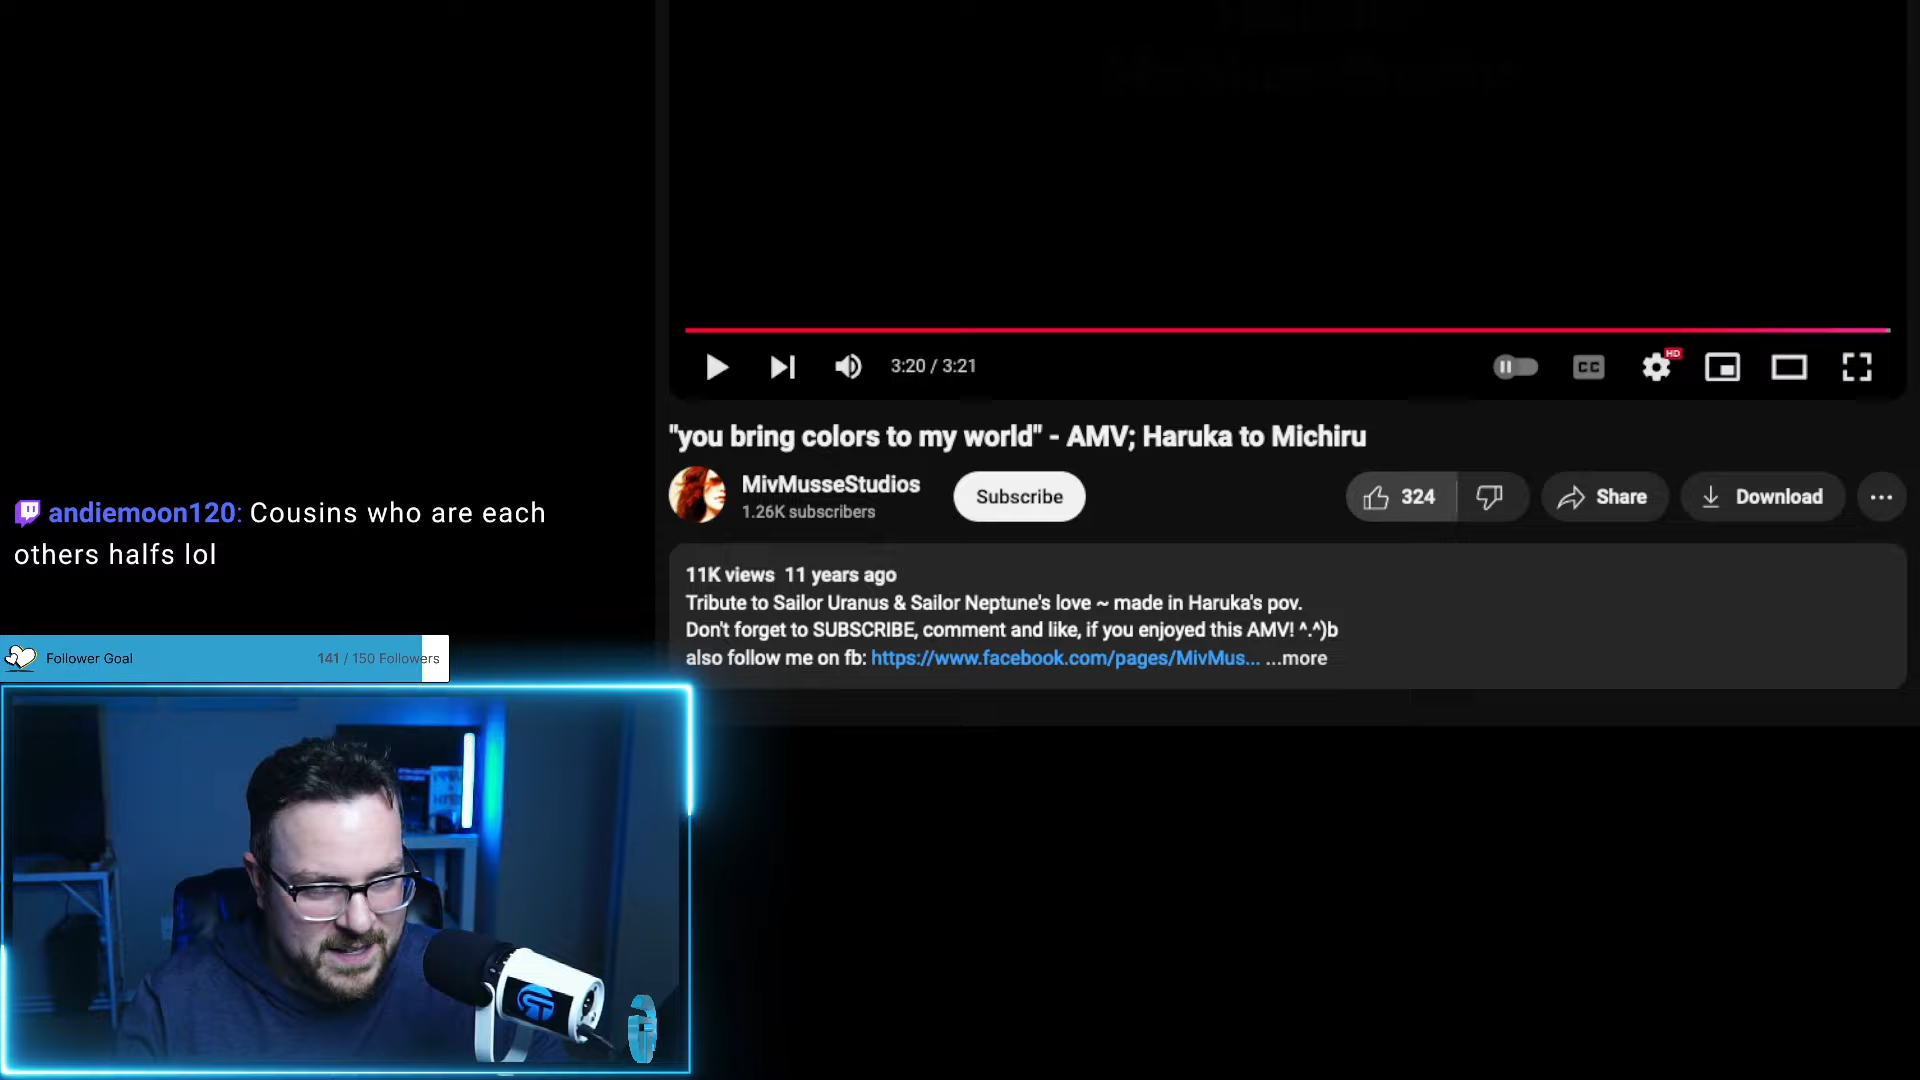 3:20 / 3:21
HD
CC
"you bring colors to my world" - AMV; Haruka to Michiru
MivMusseStudios
1.26K subscribers
Subscribe
324
Share
Download
11K views 11 years ago
Tribute to Sailor Uranus & Sailor Neptune's love ~ made in Haruka's pov.
Don't forget to SUBSCRIBE, comment and like, if you enjoyed this AMV! ^.^)b
also follow me on fb: https://www.facebook.com/pages/MivMus... ...more
andiemoon120: Cousins who are each
others halfs lol
Follower Goal
141 / 150 Followers